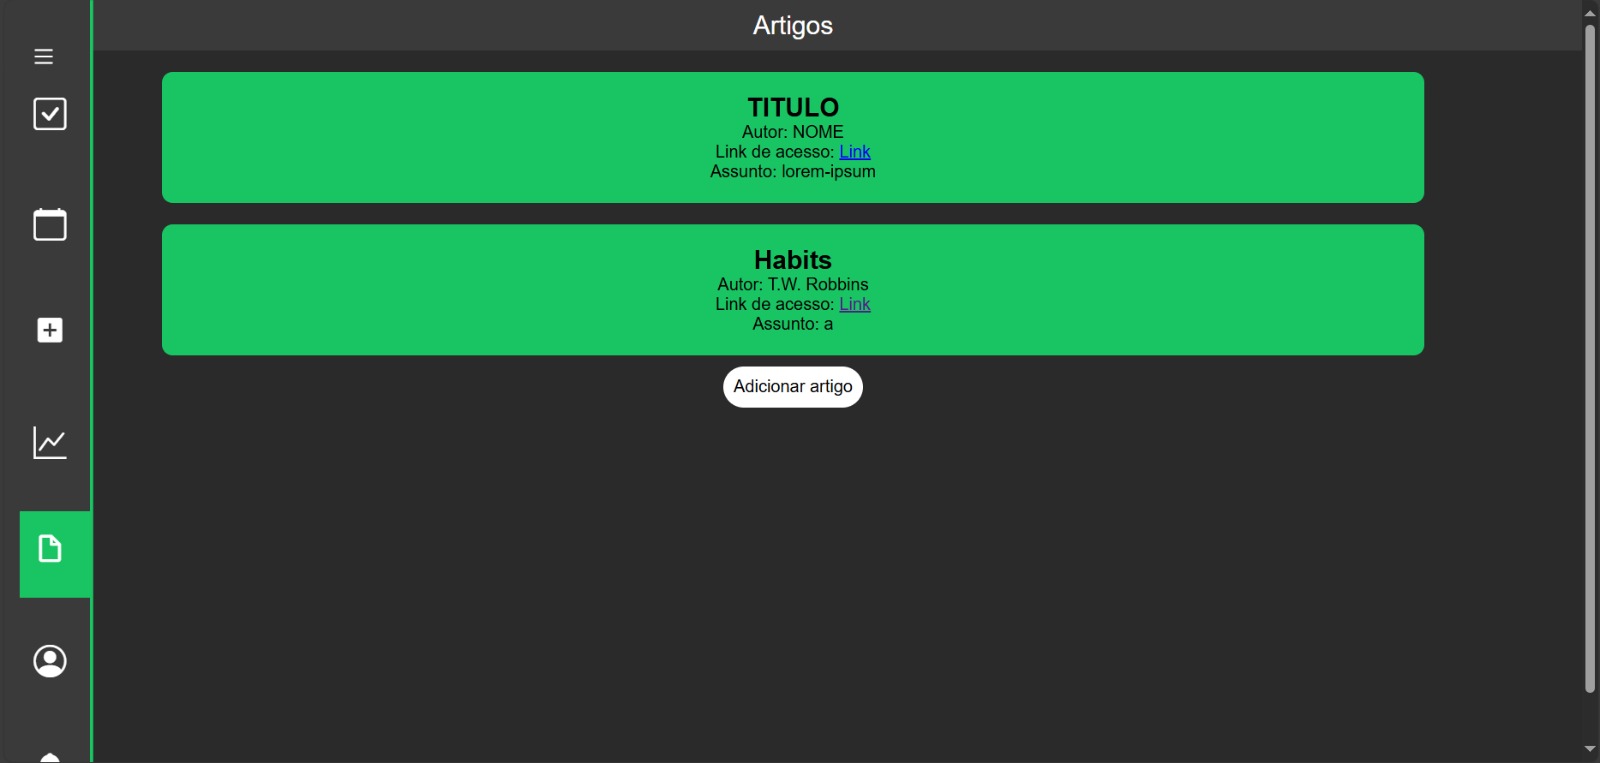 Artigos
TITULO
Autor: NOME
Link de acesso: Link
Assunto: lorem-ipsum
Habits
Autor: T.W. Robbins
Link de acesso: Link
Assunto: a
Adicionar artigo